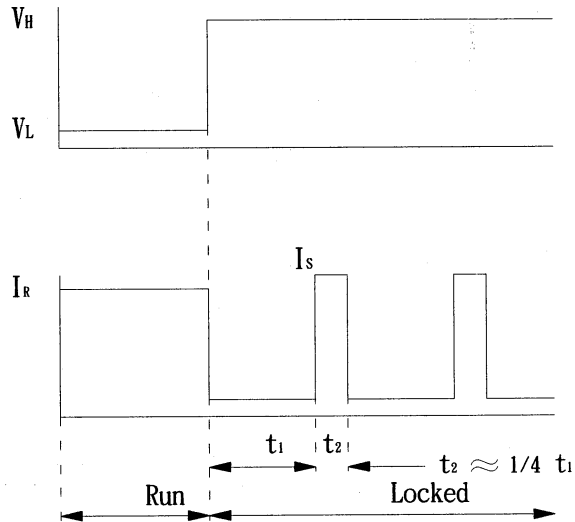 VH
VL
IS
IR
t1 t2
t2 ≈ 1/4 t1
Run Locked